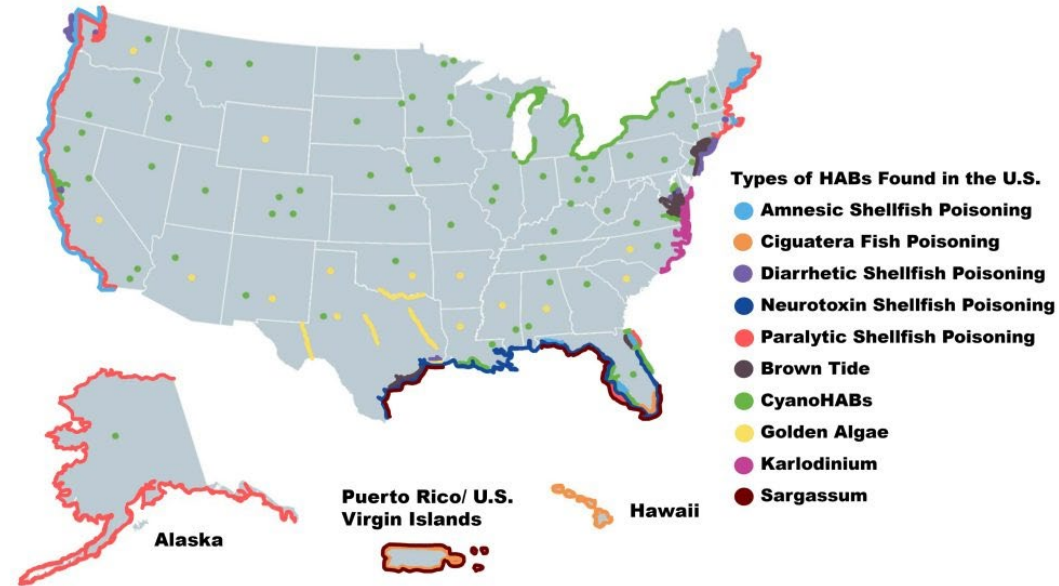 Types of HABs Found in the U.S.
Amnesic Shellfish Poisoning
Ciguatera Fish Poisoning
Diarrhetic Shellfish Poisoning
Neurotoxin Shellfish Poisoning
Paralytic Shellfish Poisoning
Brown Tide
CyanoHABs
Golden Algae
Karlodinium
Sargassum
Puerto Rico/ U.S.
Virgin Islands
Hawaii
Alaska